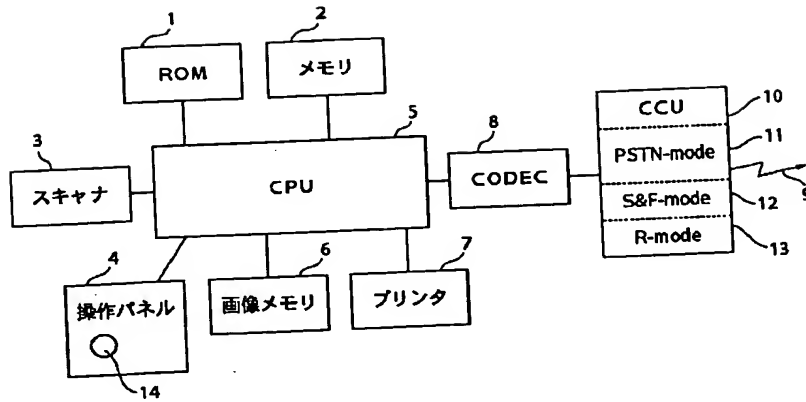 1
ROM
2
メモリ
3
スキャナ
5
CPU
8
CODEC
CCU
10
PSTN-mode
11
S&F-mode
12
R-mode
13
9
4
操作パネル
14
6
画像メモリ
7
プリンタ